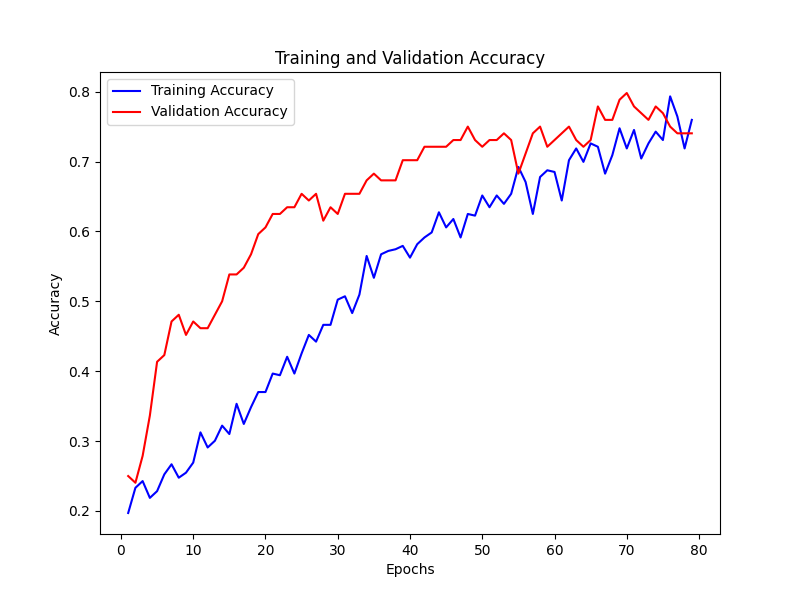 Training and Validation Accuracy
Training Accuracy
Validation Accuracy
0.8
0.7
0.6
0.5
0.4
0.3
0.2
Accuracy
0 10 20 30 40 50 60 70 80
Epochs